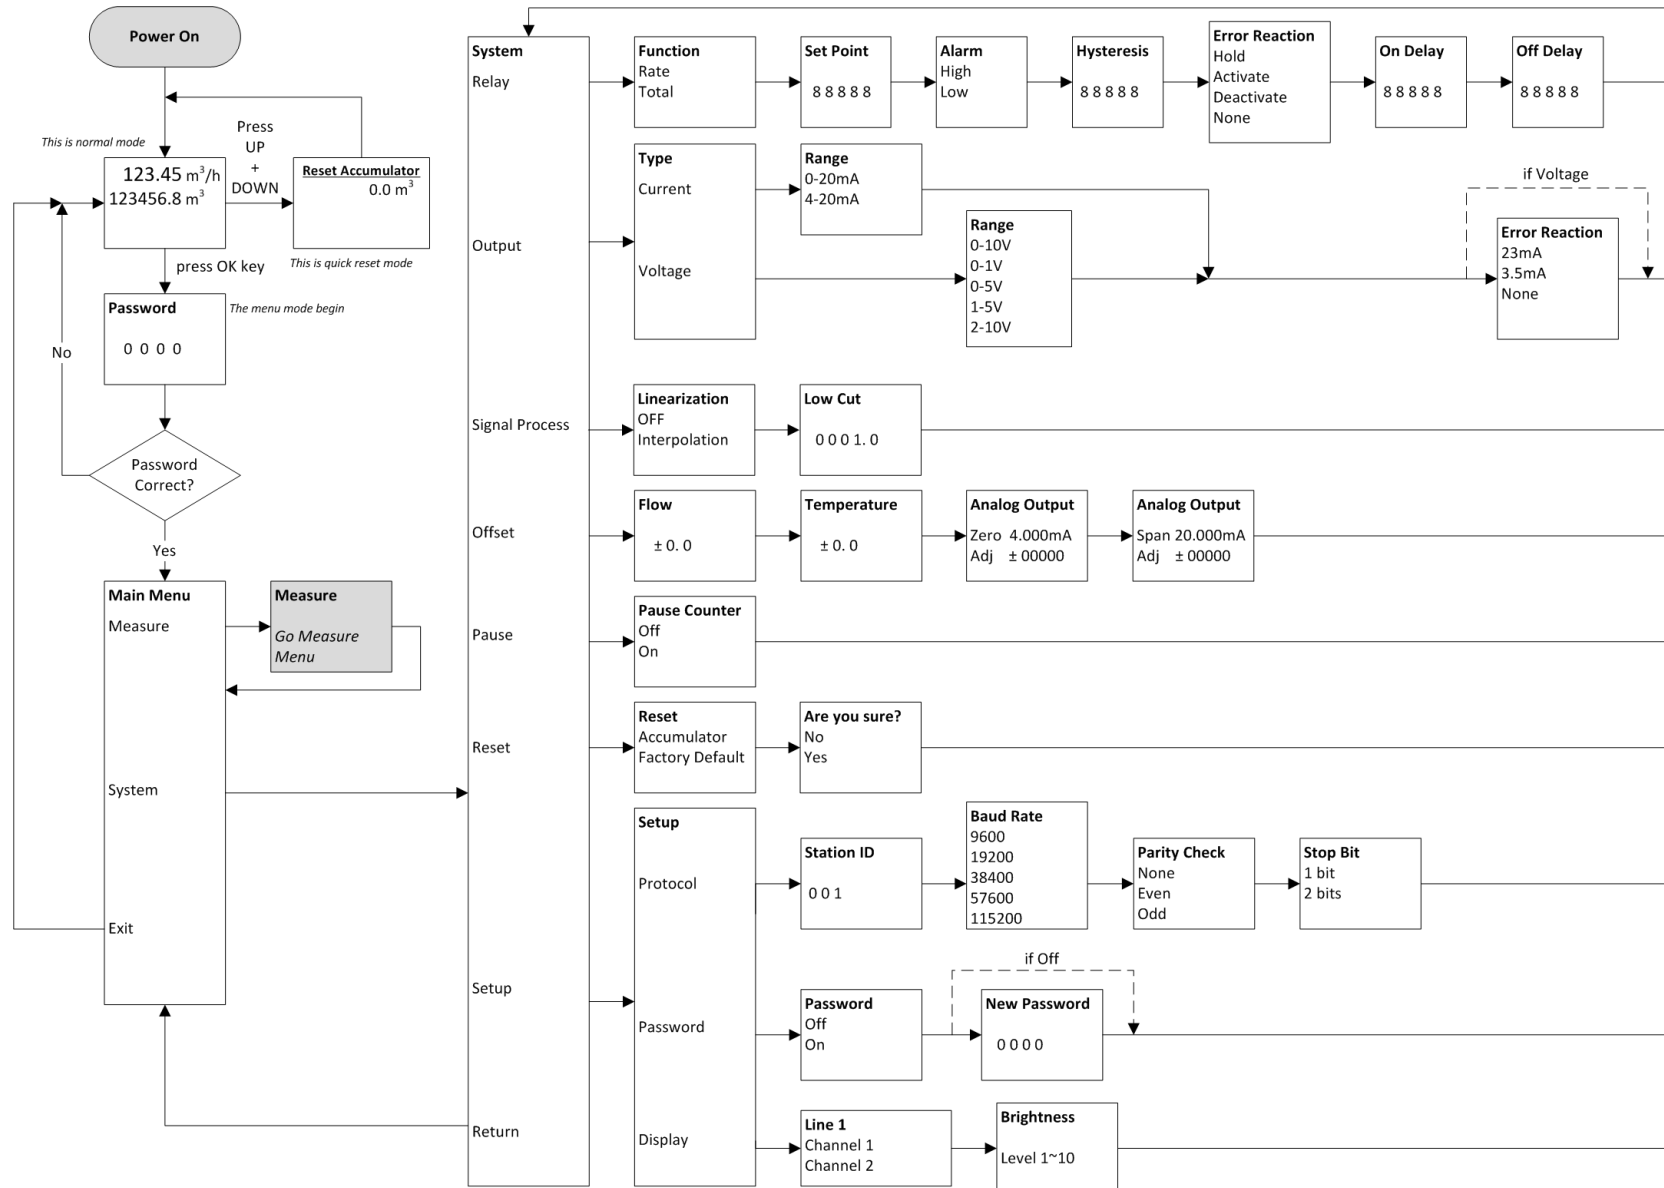 Power On
This is normal mode
123.45 m³/h
123456.8 m³
Press
UP
+
DOWN
Reset Accumulator
0.0 m³
This is quick reset mode
press OK key
Password
0 0 0 0
The menu mode begin
No
Password
Correct?
Yes
Main Menu
Measure
System
Exit
Measure
Go Measure
Menu
System
Relay
Output
Signal Process
Offset
Pause
Reset
Setup
Return
Function
Rate
Total
Set Point
8 8 8 8 8
Alarm
High
Low
Hysteresis
8 8 8 8 8
Error Reaction
Hold
Activate
Deactivate
None
On Delay
8 8 8 8 8
Off Delay
8 8 8 8 8
Type
Current
Voltage
Range
0-20mA
4-20mA
Range
0-10V
0-1V
0-5V
1-5V
2-10V
if Voltage
Error Reaction
23mA
3.5mA
None
Linearization
OFF
Interpolation
Low Cut
0 0 0 1. 0
Flow
± 0. 0
Temperature
± 0. 0
Analog Output
Zero 4.000mA
Adj ± 00000
Analog Output
Span 20.000mA
Adj ± 00000
Pause Counter
Off
On
Reset
Accumulator
Factory Default
Are you sure?
No
Yes
Setup
Protocol
Password
Display
Station ID
0 0 1
Baud Rate
9600
19200
38400
57600
115200
Parity Check
None
Even
Odd
Stop Bit
1 bit
2 bits
Password
Off
On
if Off
New Password
0 0 0 0
Line 1
Channel 1
Channel 2
Brightness
Level 1~10